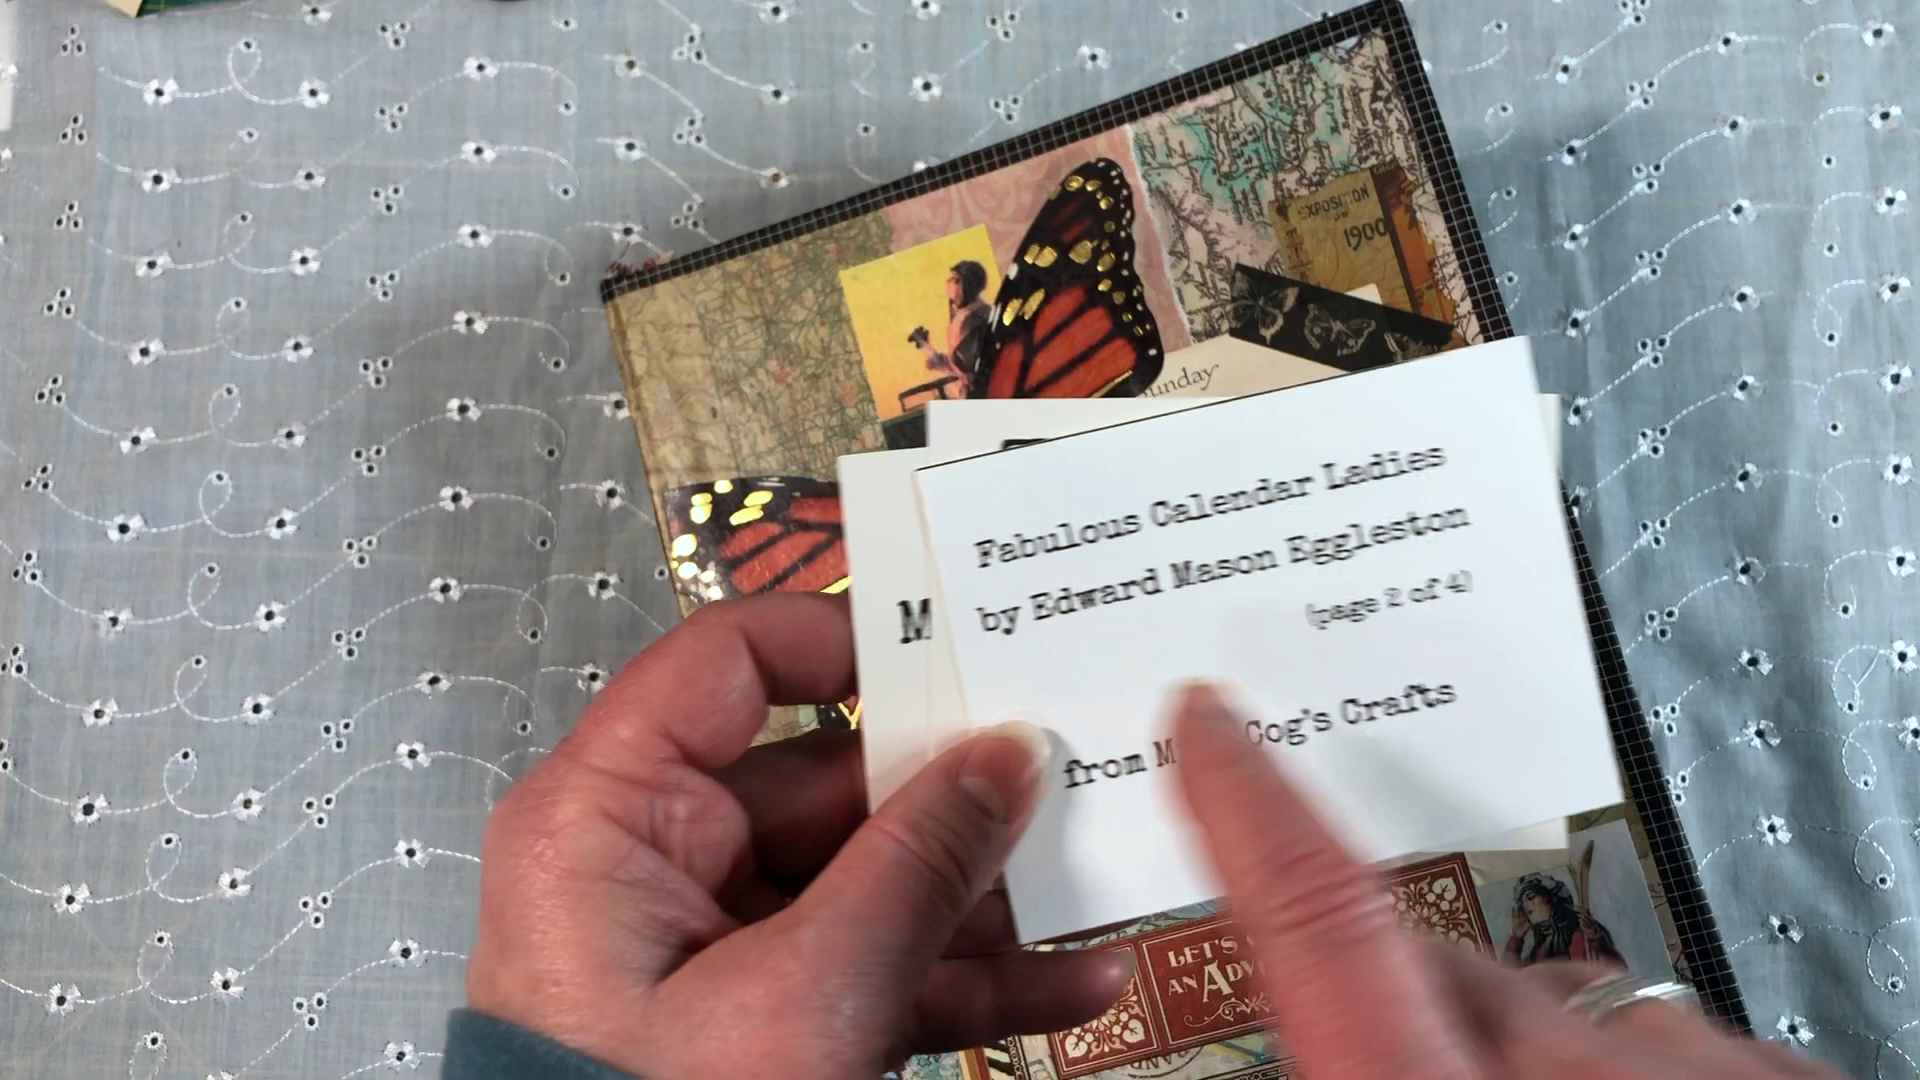 EXPOSITION
1900
Sunday
Fabulous Calendar Ladies
by Edward Mason Eggleston
(page 2 of 4)
M
from M Cog's Crafts
LET'S
AN ADV